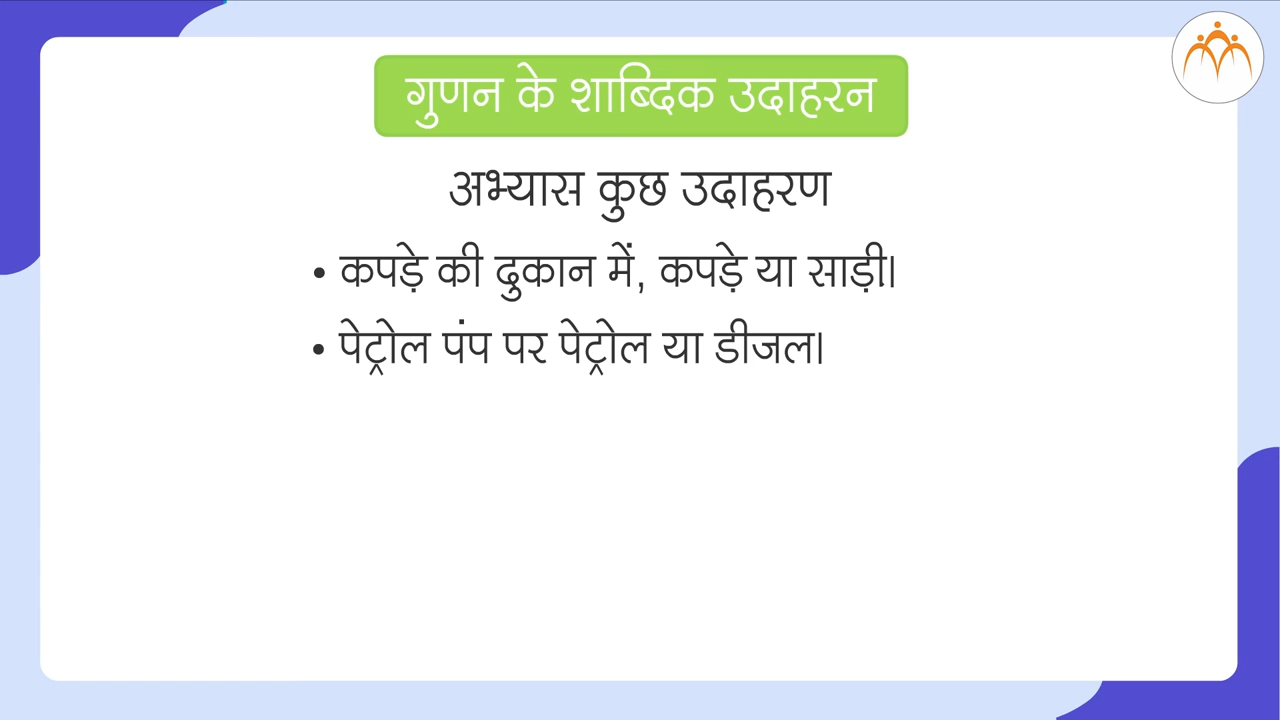 गुणन के शाब्दिक उदाहरन
अभ्यास कुछ उदाहरण
• कपड़े की दुकान में, कपड़े या साड़ी।
• पेट्रोल पंप पर पेट्रोल या डीजल।